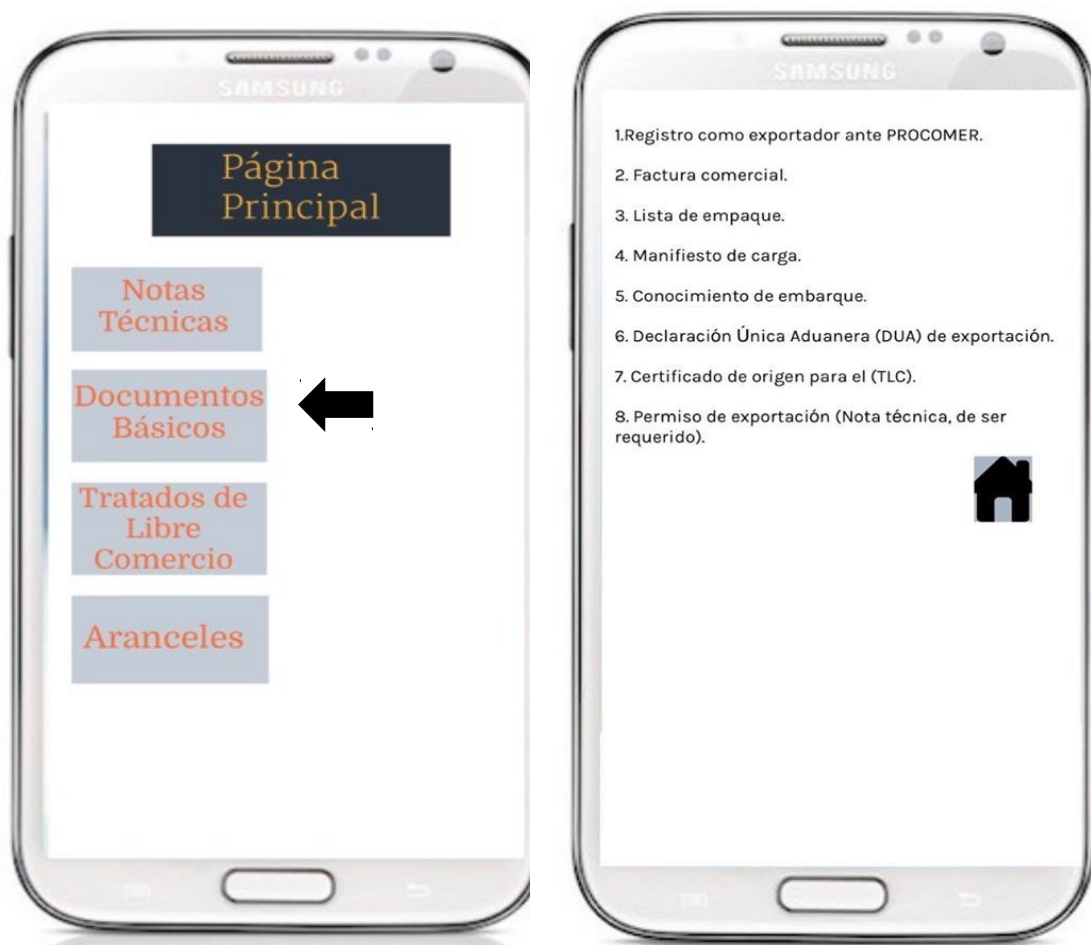 SAMSUNG
Página
Principal
Notas
Técnicas
Documentos
Básicos
Tratados de
Libre
Comercio
Aranceles
SAMSUNG
1.Registro como exportador ante PROCOMER.
2. Factura comercial.
3. Lista de empaque.
4. Manifiesto de carga.
5. Conocimiento de embarque.
6. Declaración Única Aduanera (DUA) de exportación.
7. Certificado de origen para el (TLC).
8. Permiso de exportación (Nota técnica, de ser
requerido).